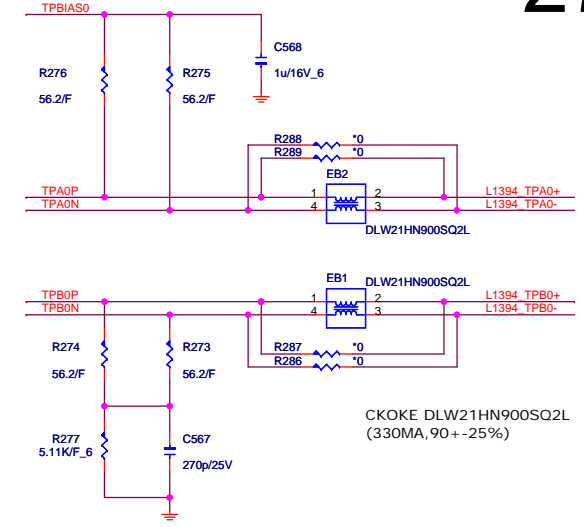 TPBIAS0
C568
1u/16V_6
R276
R275
56.2/F
56.2/F
R288
*0
R289
*0
EB2
TPA0P
1
2
L1394_TPA0+
TPA0N
4
3
L1394_TPA0-
DLW21HN900SQ2L
EB1
DLW21HN900SQ2L
TPB0P
1
2
L1394_TPB0+
TPB0N
4
3
L1394_TPB0-
R274
R273
R287
*0
R286
*0
56.2/F
56.2/F
CKOKE DLW21HN900SQ2L
(330MA,90+-25%)
R277
5.11K/F_6
C567
270p/25V